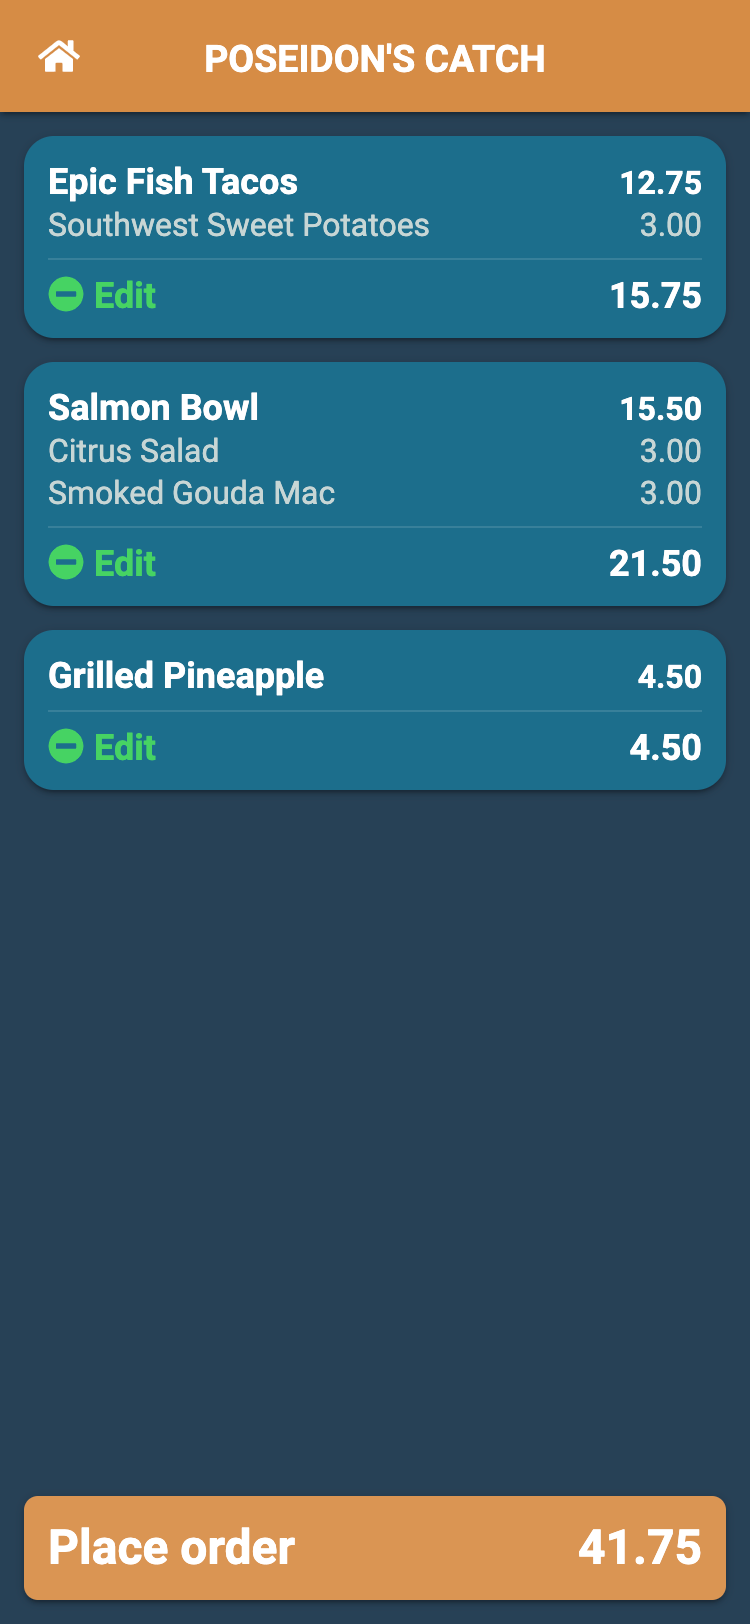 POSEIDON'S CATCH
Epic Fish Tacos 12.75
Southwest Sweet Potatoes 3.00
Edit 15.75
Salmon Bowl 15.50
Citrus Salad 3.00
Smoked Gouda Mac 3.00
Edit 21.50
Grilled Pineapple 4.50
Edit 4.50
Place order 41.75